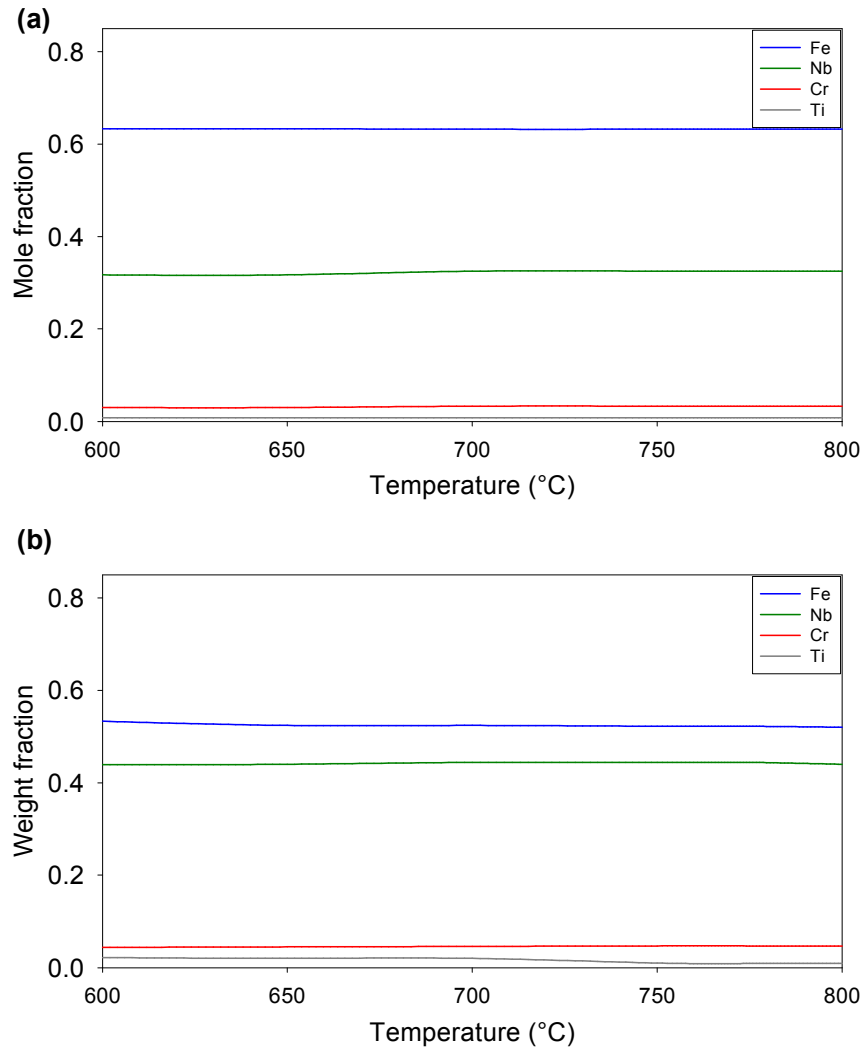 (a)
0.8
0.6
0.4
0.2
0.0
Mole fraction
Fe
Nb
Cr
Ti
600 650 700 750 800
Temperature (°C)
(b)
0.8
0.6
0.4
0.2
0.0
Weight fraction
Fe
Nb
Cr
Ti
600 650 700 750 800
Temperature (°C)